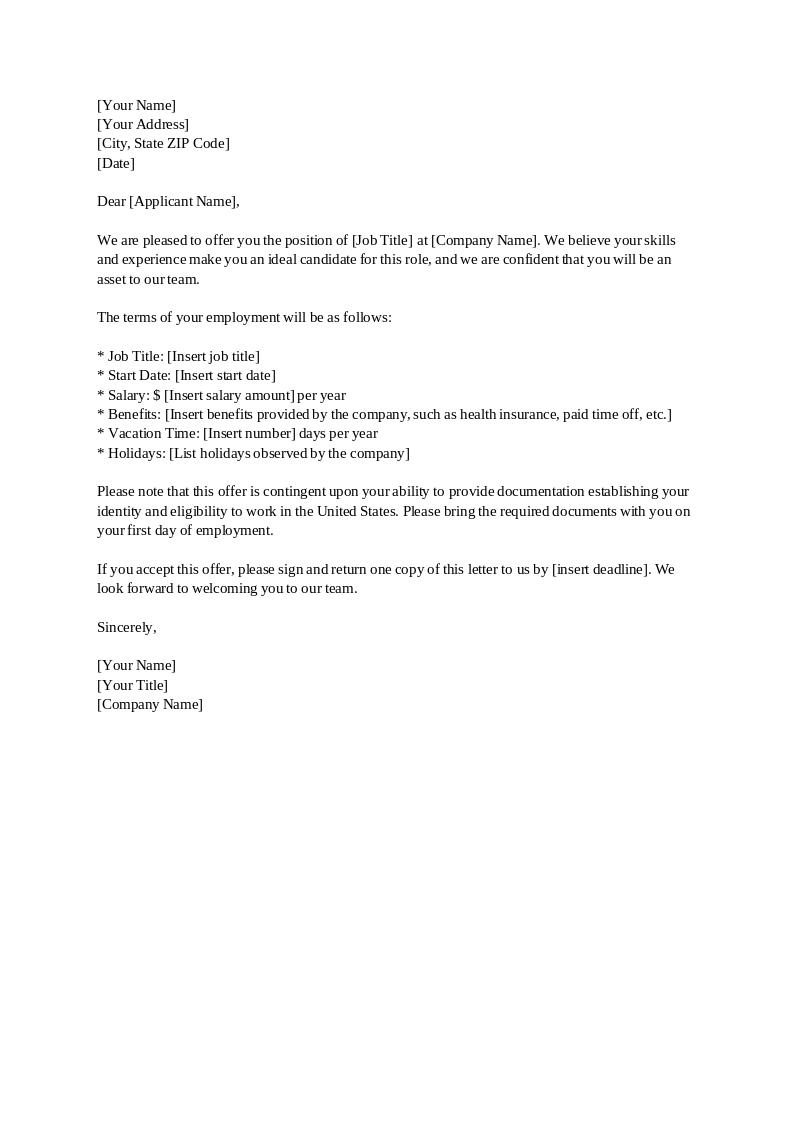 [Your Name]
[Your Address]
[City, State ZIP Code]
[Date]
Dear [Applicant Name],
We are pleased to offer you the position of [Job Title] at [Company Name]. We believe your skills
and experience make you an ideal candidate for this role, and we are confident that you will be an
asset to our team.
The terms of your employment will be as follows:
* Job Title: [Insert job title]
* Start Date: [Insert start date]
* Salary: $ [Insert salary amount] per year
* Benefits: [Insert benefits provided by the company, such as health insurance, paid time off, etc.]
* Vacation Time: [Insert number] days per year
* Holidays: [List holidays observed by the company]
Please note that this offer is contingent upon your ability to provide documentation establishing your
identity and eligibility to work in the United States. Please bring the required documents with you on
your first day of employment.
If you accept this offer, please sign and return one copy of this letter to us by [insert deadline]. We
look forward to welcoming you to our team.
Sincerely,
[Your Name]
[Your Title]
[Company Name]